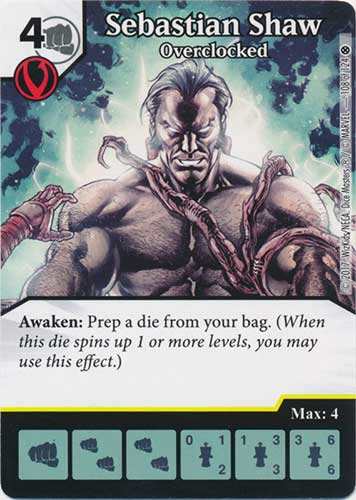 4
Sebastian Shaw
Overclocked
Awaken: Prep a die from your bag. (When
this die spins up 1 or more levels, you may
use this effect.)
Max: 4
0 1
2
1 3
3
3 6
6